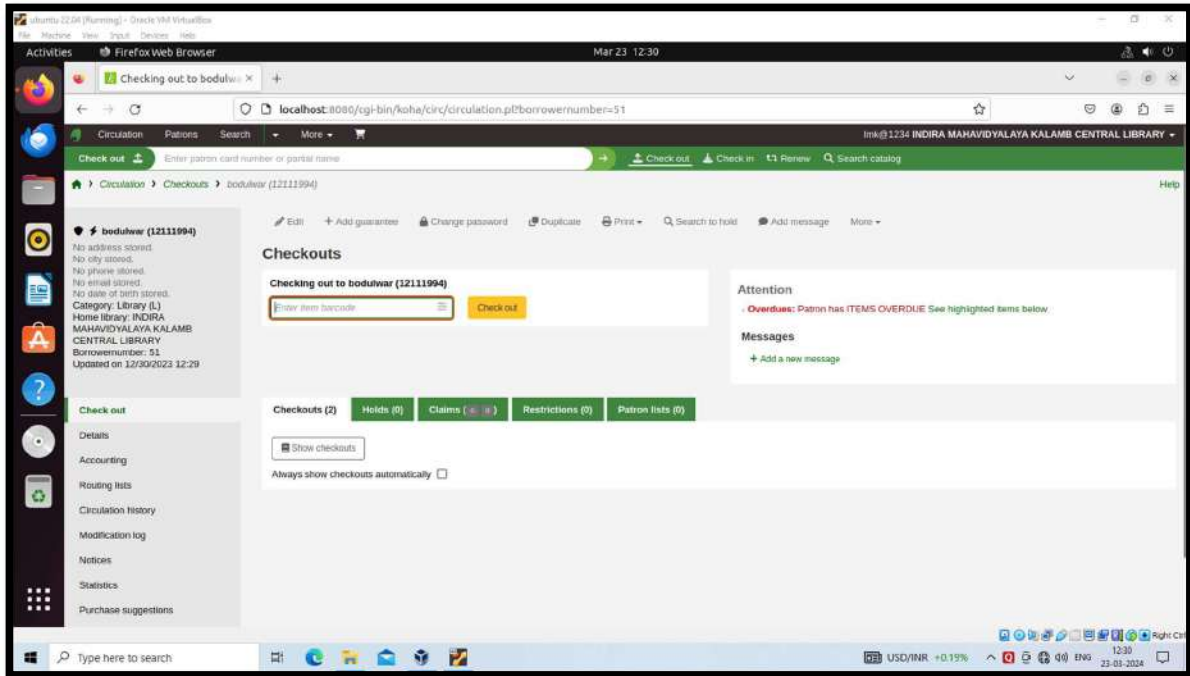 ubuntu 22.04 (Running) - Oracle VM VirtualBox
File Machine View Input Devices Help
Activities Firefox Web Browser Mar 23 12:30
Checking out to bodulwa
localhost:8080/cgi-bin/koha/circ/circulation.pl?borrowernumber=51
Circulation Patrons Search More lmk@1234 INDIRA MAHAVIDYALAYA KALAMB CENTRAL LIBRARY
Check out Enter patron card number or partial name Check out Check in Renew Search catalog
Circulation Checkouts bodulwar (12111994) Help
Edit + Add guarantee Change password Duplicate Print Search to hold Add message More
bodulwar (12111994)
No address stored.
No city stored.
No phone stored.
No email stored.
No date of birth stored.
Category: Library (L)
Home library: INDIRA
MAHAVIDYALAYA KALAMB
CENTRAL LIBRARY
Borrowernumber: 51
Updated on 12/30/2023 12:29
Checkouts
Checking out to bodulwar (12111994)
Enter item barcode Check out
Attention
Overdues: Patron has ITEMS OVERDUE See highlighted items below
Messages
+ Add a new message
Check out
Details
Accounting
Routing lists
Circulation history
Modification log
Notices
Statistics
Purchase suggestions
Checkouts (2) Holds (0) Claims ( Restrictions (0) Patron lists (0)
Show checkouts
Always show checkouts automatically
Right Ctrl
Type here to search USD/INR +0.19% ENG 12:30
23-03-2024